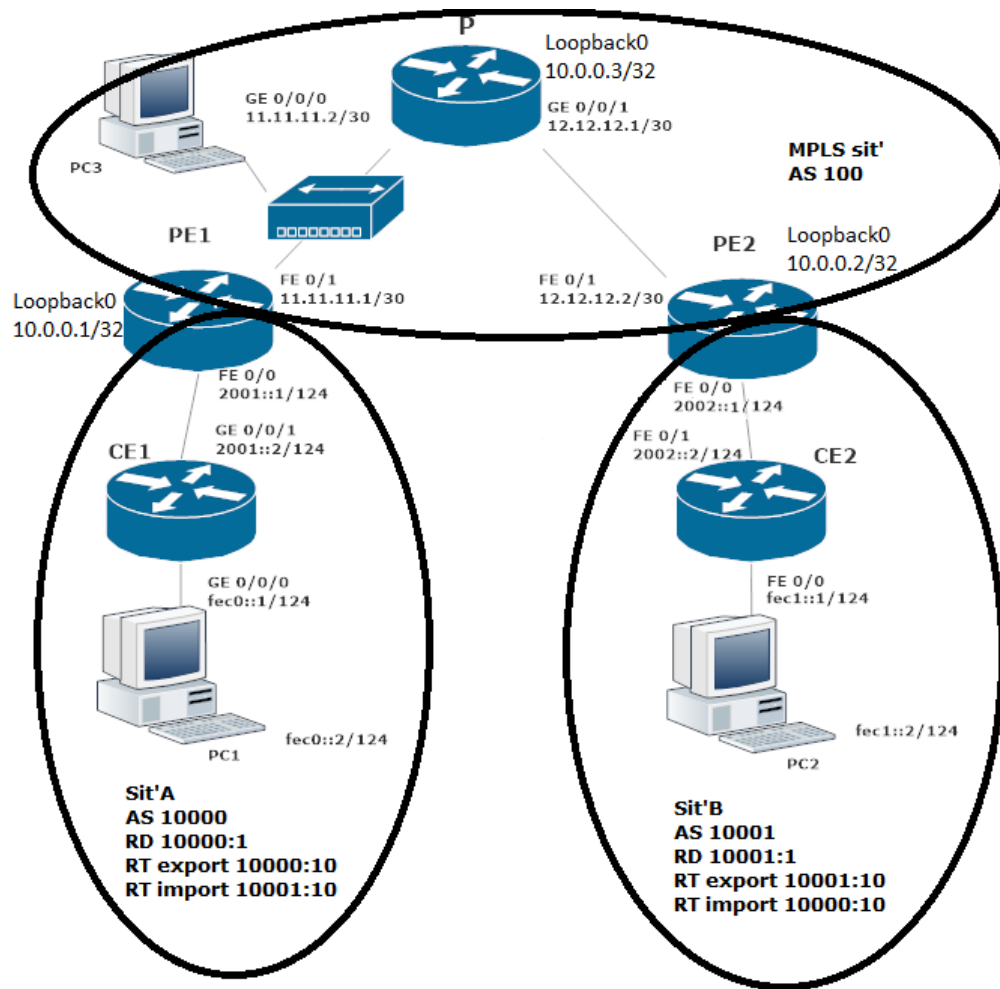 P
Loopback0
10.0.0.3/32
GE 0/0/0
11.11.11.2/30
GE 0/0/1
12.12.12.1/30
PC3
MPLS sit'
AS 100
PE1
PE2
Loopback0
10.0.0.2/32
Loopback0
10.0.0.1/32
FE 0/1
11.11.11.1/30
FE 0/1
12.12.12.2/30
FE 0/0
2001::1/124
FE 0/0
2002::1/124
GE 0/0/1
2001::2/124
FE 0/1
2002::2/124
CE1
CE2
GE 0/0/0
fec0::1/124
FE 0/0
fec1::1/124
PC1
fec0::2/124
PC2
fec1::2/124
Sit'A
AS 10000
RD 10000:1
RT export 10000:10
RT import 10001:10
Sit'B
AS 10001
RD 10001:1
RT export 10001:10
RT import 10000:10